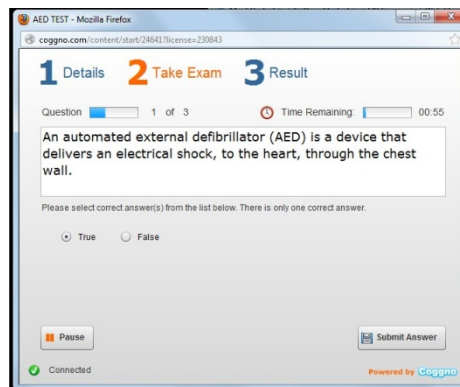 AED TEST - Mozilla Firefox
coggno.com/content/start/24641?license=230843
1 Details 2 Take Exam 3 Result
Question 1 of 3 Time Remaining: 00:55
An automated external defibrillator (AED) is a device that
delivers an electrical shock, to the heart, through the chest
wall.
Please select correct answer(s) from the list below. There is only one correct answer.
True False
Pause Submit Answer
Connected Powered by Coggno